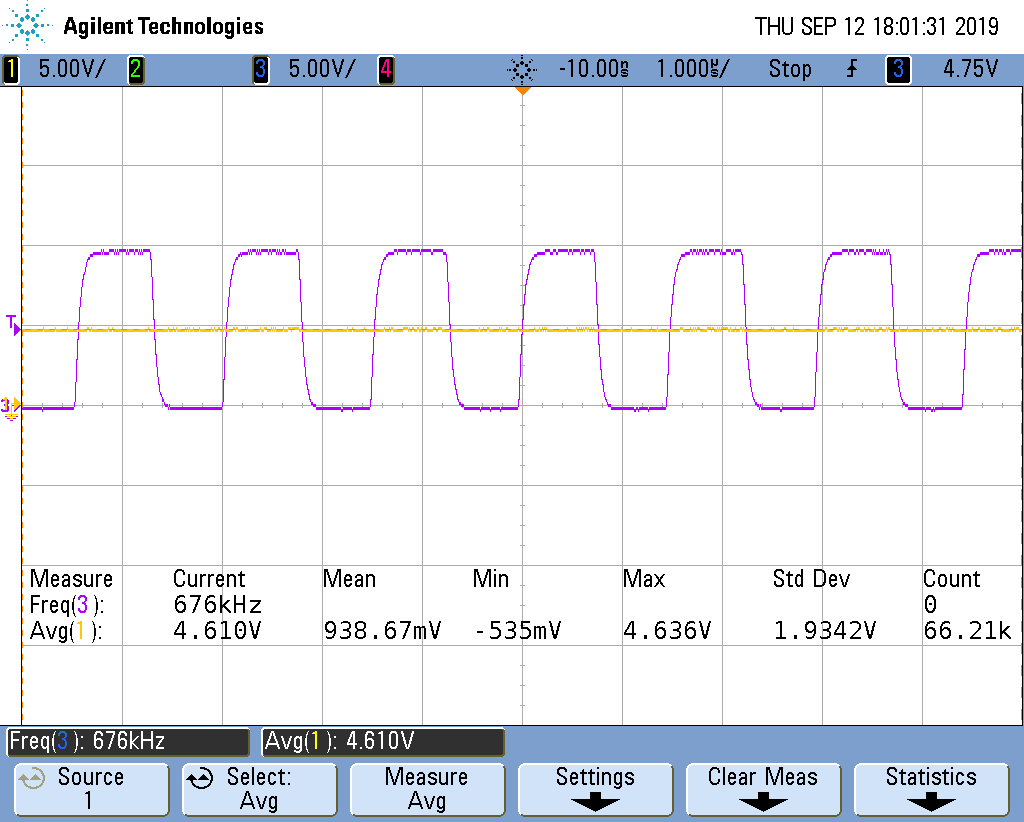 Agilent Technologies THU SEP 12 18:01:31 2019
1 5.00V/ 2 3 5.00V/ 4 -10.00ns 1.000us/ Stop 3 4.75V
T
3
Measure Current Mean Min Max Std Dev Count
Freq(3): 676kHz 0
Avg(1): 4.610V 938.67mV -535mV 4.636V 1.9342V 66.21k
Freq(3): 676kHz Avg(1): 4.610V
Source Select: Measure Settings Clear Meas Statistics
1 Avg Avg